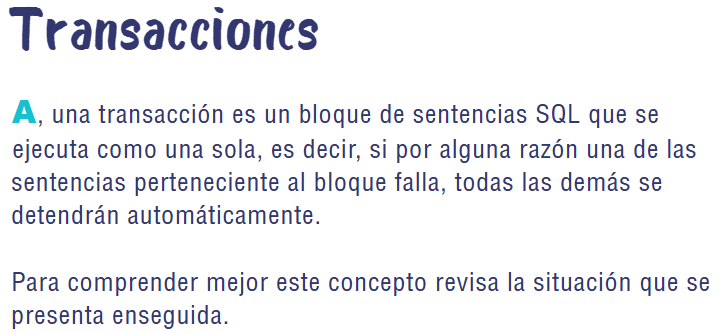 Transacciones
A, una transacción es un bloque de sentencias SQL que se
ejecuta como una sola, es decir, si por alguna razón una de las
sentencias perteneciente al bloque falla, todas las demás se
detendrán automáticamente.
Para comprender mejor este concepto revisa la situación que se
presenta enseguida.